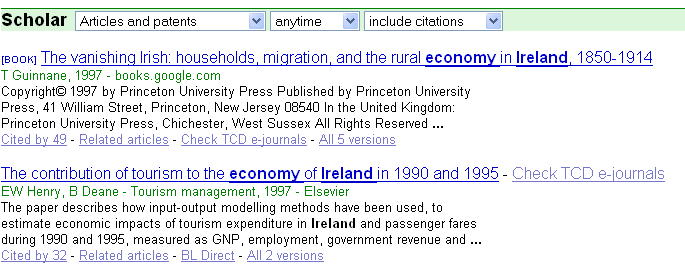 Scholar Articles and patents anytime include citations
[BOOK] The vanishing Irish: households, migration, and the rural economy in Ireland, 1850-1914
T Guinnane, 1997 - books.google.com
Copyright© 1997 by Princeton University Press Published by Princeton University
Press, 41 William Street, Princeton, New Jersey 08540 In the United Kingdom:
Princeton University Press, Chichester, West Sussex All Rights Reserved ...
Cited by 49 - Related articles - Check TCD e-journals - All 5 versions
The contribution of tourism to the economy of Ireland in 1990 and 1995 - Check TCD e-journals
EW Henry, B Deane - Tourism management, 1997 - Elsevier
The paper describes how input-output modelling methods have been used, to
estimate economic impacts of tourism expenditure in Ireland and passenger fares
during 1990 and 1995, measured as GNP, employment, government revenue and ...
Cited by 32 - Related articles - BL Direct - All 2 versions